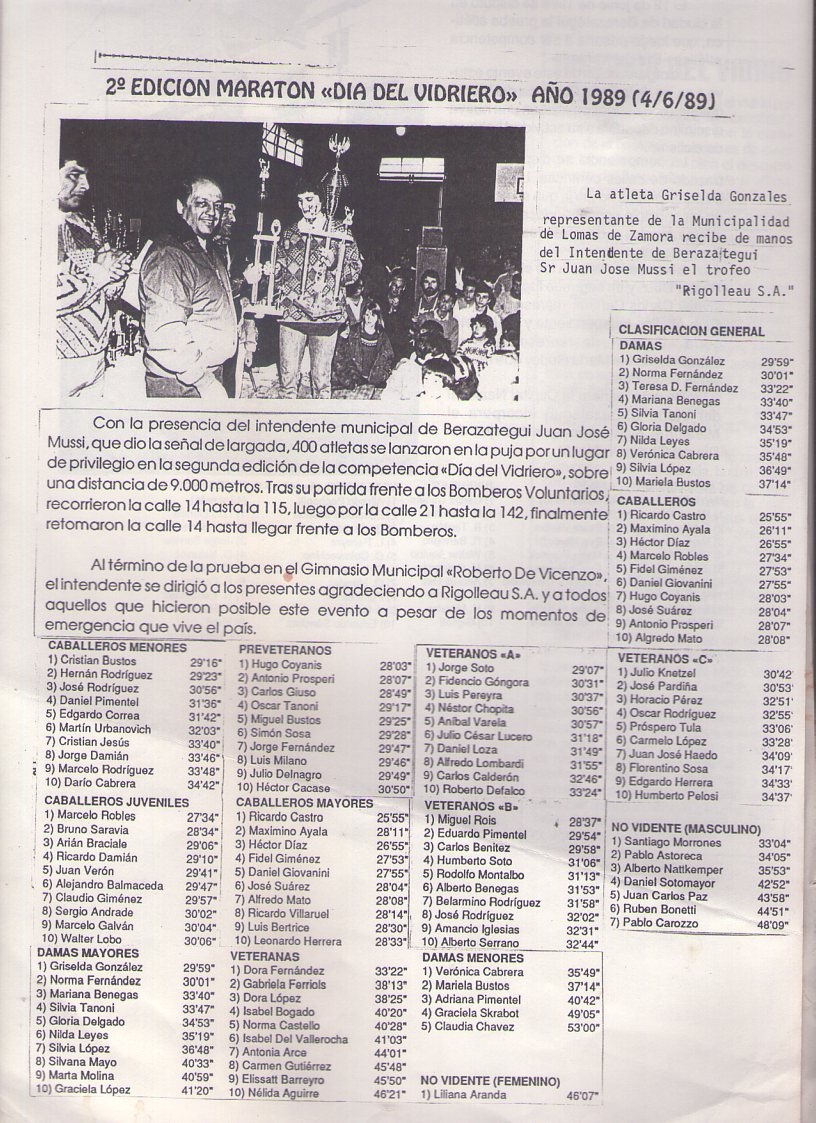 2º EDICION MARATON «DIA DEL VIDRIERO» AÑO 1989 (4/6/89)
La atleta Griselda Gonzales
representante de la Municipalidad
de Lomas de Zamora recibe de manos
del Intendente de Berazategui
Sr Juan Jose Mussi el trofeo
"Rigolleau S.A."
Con la presencia del intendente municipal de Berazategui Juan José
Mussi, que dio la señal de largada, 400 atletas se lanzaron en la puja por un lugar
de privilegio en la segunda edición de la competencia «Día del Vidriero», sobre
una distancia de 9.000 metros. Tras su partida frente a los Bomberos Voluntarios,
recorrieron la calle 14 hasta la 115, luego por la calle 21 hasta la 142, finalmente
retomaron la calle 14 hasta llegar frente a los Bomberos.
Al término de la prueba en el Gimnasio Municipal «Roberto De Vicenzo»,
el intendente se dirigió a los presentes agradeciendo a Rigolleau S.A. y a todos
aquellos que hicieron posible este evento a pesar de los momentos de
emergencia que vive el país.
CLASIFICACION GENERAL
DAMAS
1) Griselda González 29'59"
2) Norma Fernández 30'01"
3) Teresa D. Fernández 33'22"
4) Mariana Benegas 33'40"
5) Silvia Tanoni 33'47"
6) Gloria Delgado 34'53"
7) Nilda Leyes 35'19"
8) Verónica Cabrera 35'48"
9) Silvia López 36'49"
10) Mariela Bustos 37'14"
CABALLEROS
1) Ricardo Castro 25'55"
2) Maximino Ayala 26'11"
3) Héctor Díaz 26'55"
4) Marcelo Robles 27'34"
5) Fidel Giménez 27'53"
6) Daniel Giovanini 27'55"
7) Hugo Coyanis 28'03"
8) José Suárez 28'04"
9) Antonio Prosperi 28'07"
10) Algredo Mato 28'08"
CABALLEROS MENORES
1) Cristian Bustos 29'16"
2) Hernán Rodríguez 29'23"
3) José Rodríguez 30'56"
4) Daniel Pimentel 31'36"
5) Edgardo Correa 31'42"
6) Martín Urbanovich 32'03"
7) Cristian Jesús 33'40"
8) Jorge Damián 33'46"
9) Marcelo Rodríguez 33'48"
10) Darío Cabrera 34'42"
PREVETERANOS
1) Hugo Coyanis 28'03"
2) Antonio Prosperi 28'07"
3) Carlos Giuso 28'49"
4) Oscar Tanoni 29'17"
5) Miguel Bustos 29'25"
6) Simón Sosa 29'28"
7) Jorge Fernández 29'47"
8) Luis Milano 29'46"
9) Julio Delnagro 29'49"
10) Héctor Cacase 30'50"
VETERANOS «A»
1) Jorge Soto 29'07"
2) Fidencio Góngora 30'31"
3) Luis Pereyra 30'37"
4) Néstor Chopita 30'56"
5) Aníbal Varela 30'57"
6) Julio César Lucero 31'18"
7) Daniel Loza 31'49"
8) Alfredo Lombardo 31'55"
9) Carlos Calderón 32'46"
10) Roberto Defalco 33'24"
VETERANOS «C»
1) Julio Knetzel 30'42
2) José Pardiña 30'53'
3) Horacio Pérez 32'51'
4) Oscar Rodríguez 32'55'
5) Próspero Tula 33'06'
6) Carmelo López 33'28'
7) Juan José Haedo 34'09'
8) Florentino Sosa 34'17'
9) Edgardo Herrera 34'33'
10) Humberto Pelosi 34'37'
CABALLEROS JUVENILES
1) Marcelo Robles 27'34"
2) Bruno Saravia 28'34"
3) Arián Braciale 29'06"
4) Ricardo Damián 29'10"
5) Juan Verón 29'41"
6) Alejandro Balmaceda 29'47"
7) Claudio Giménez 29'57"
8) Sergio Andrade 30'02"
9) Marcelo Galván 30'04"
10) Walter Lobo 30'06"
CABALLEROS MAYORES
1) Ricardo Castro 25'55"
2) Maximino Ayala 28'11"
3) Héctor Díaz 26'55"
4) Fidel Giménez 27'53"
5) Daniel Giovanini 27'55"
6) José Suárez 28'04"
7) Alfredo Mato 28'08"
8) Ricardo Villaruel 28'14"
9) Luis Bertrice 28'30"
10) Leonardo Herrera 28'33"
VETERANOS «B»
1) Miguel Rois 28'37"
2) Eduardo Pimentel 29'54"
3) Carlos Benitez 29'58"
4) Humberto Soto 31'06"
5) Rodolfo Montalbo 31'13"
6) Alberto Benegas 31'53"
7) Belarmino Rodríguez 31'58"
8) José Rodríguez 32'02"
9) Amancio Iglesias 32'31"
10) Alberto Serrano 32'44"
NO VIDENTE (MASCULINO)
1) Santiago Morrones 33'04"
2) Pablo Astoreca 34'05"
3) Alberto Natlkemper 35'53"
4) Daniel Sotomayor 42'52"
5) Juan Carlos Paz 43'58"
6) Ruben Bonetti 44'51"
7) Pablo Carozzo 48'09"
DAMAS MAYORES
1) Griselda González 29'59"
2) Norma Fernández 30'01"
3) Mariana Benegas 33'40"
4) Silvia Tanoni 33'47"
5) Gloria Delgado 34'53"
6) Nilda Leyes 35'19"
7) Silvia López 36'48"
8) Silvana Mayo 40'33"
9) Marta Molina 40'59"
10) Graciela López 41'20"
VETERANAS
1) Dora Fernández 33'22"
2) Gabriela Ferriols 38'13"
3) Dora López 38'25"
4) Isabel Bogado 40'20"
5) Norma Castello 40'28"
6) Isabel Del Vallerocha 41'03"
7) Antonia Arce 44'01"
8) Carmen Gutiérrez 45'48"
9) Elissatt Barreyro 45'50"
10) Nélida Aguirre 46'21"
DAMAS MENORES
1) Verónica Cabrera 35'49"
2) Mariela Bustos 37'14"
3) Adriana Pimentel 40'42"
4) Graciela Skrabot 49'05"
5) Claudia Chavez 53'00"
NO VIDENTE (FEMENINO)
1) Liliana Aranda 46'07"